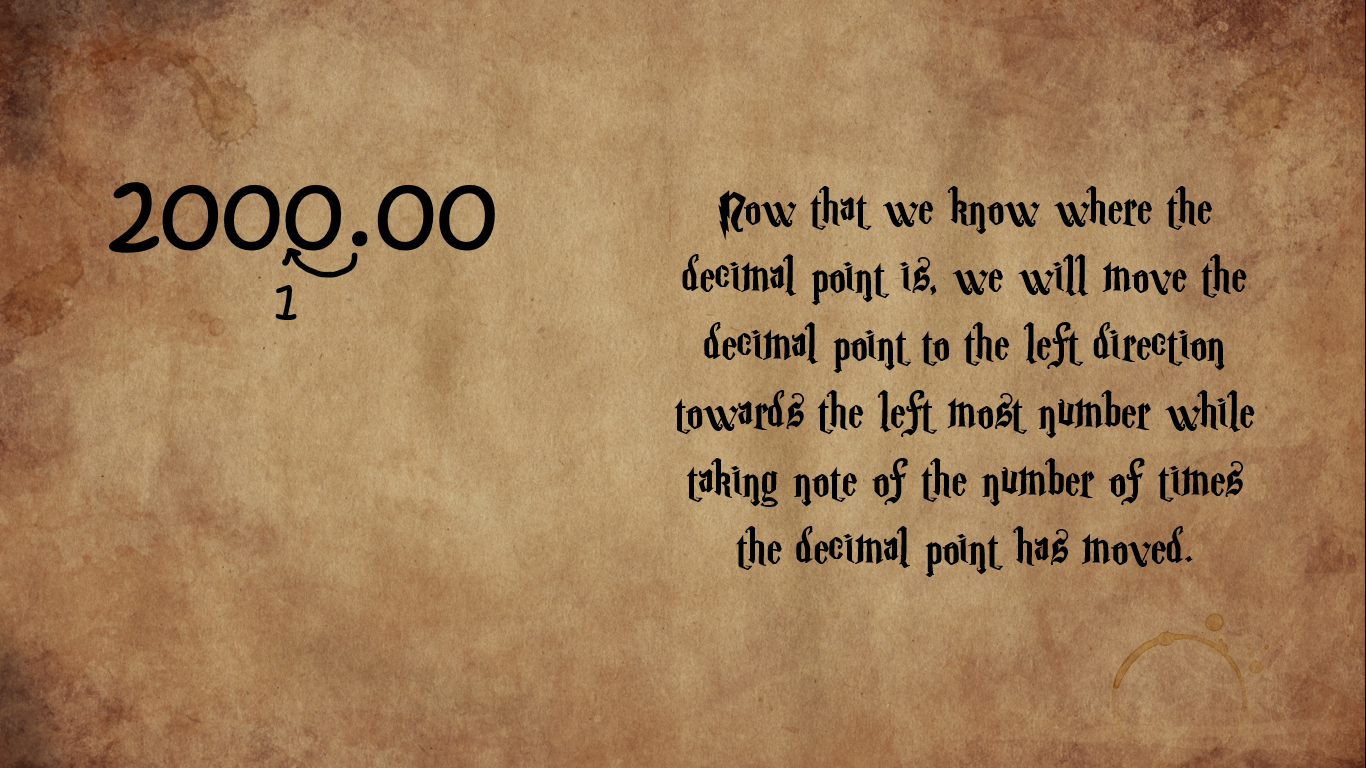 2000.00
1
Now that we know where the
decimal point is, we will move the
decimal point to the left direction
towards the left most number while
taking note of the number of times
the decimal point has moved.